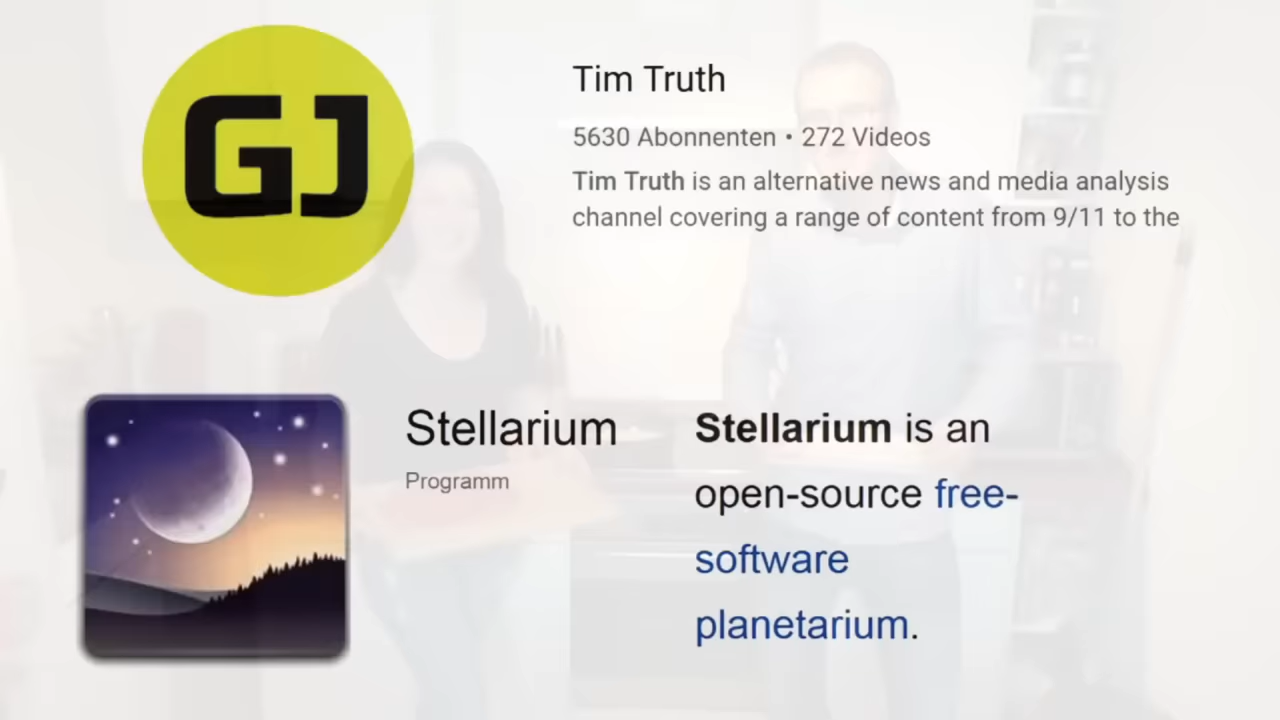 GJ
Tim Truth
5630 Abonnenten • 272 Videos
Tim Truth is an alternative news and media analysis
channel covering a range of content from 9/11 to the
Stellarium
Programm
Stellarium is an
open-source free-
software
planetarium.